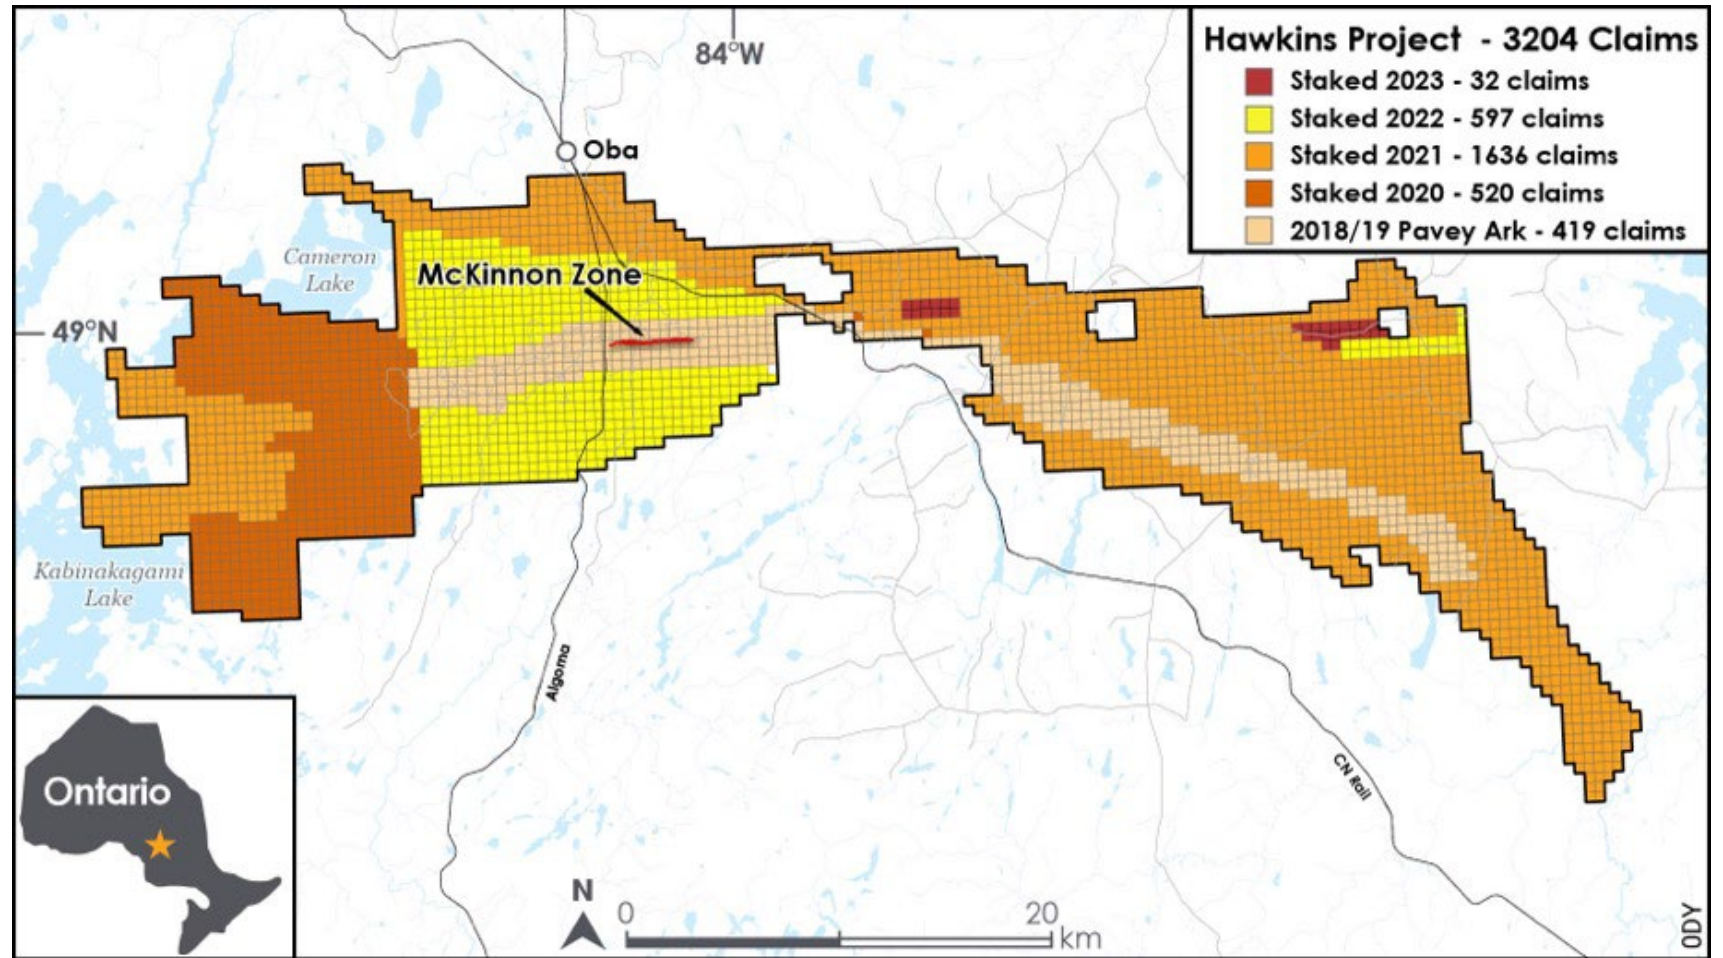 84°W
Hawkins Project - 3204 Claims
Staked 2023 - 32 claims
Staked 2022 - 597 claims
Staked 2021 - 1636 claims
Staked 2020 - 520 claims
2018/19 Pavey Ark - 419 claims
Oba
Cameron
Lake
McKinnon Zone
49°N
Kabinakagami
Lake
Algoma
CN Rail
Ontario
N
0
20
km
0DY